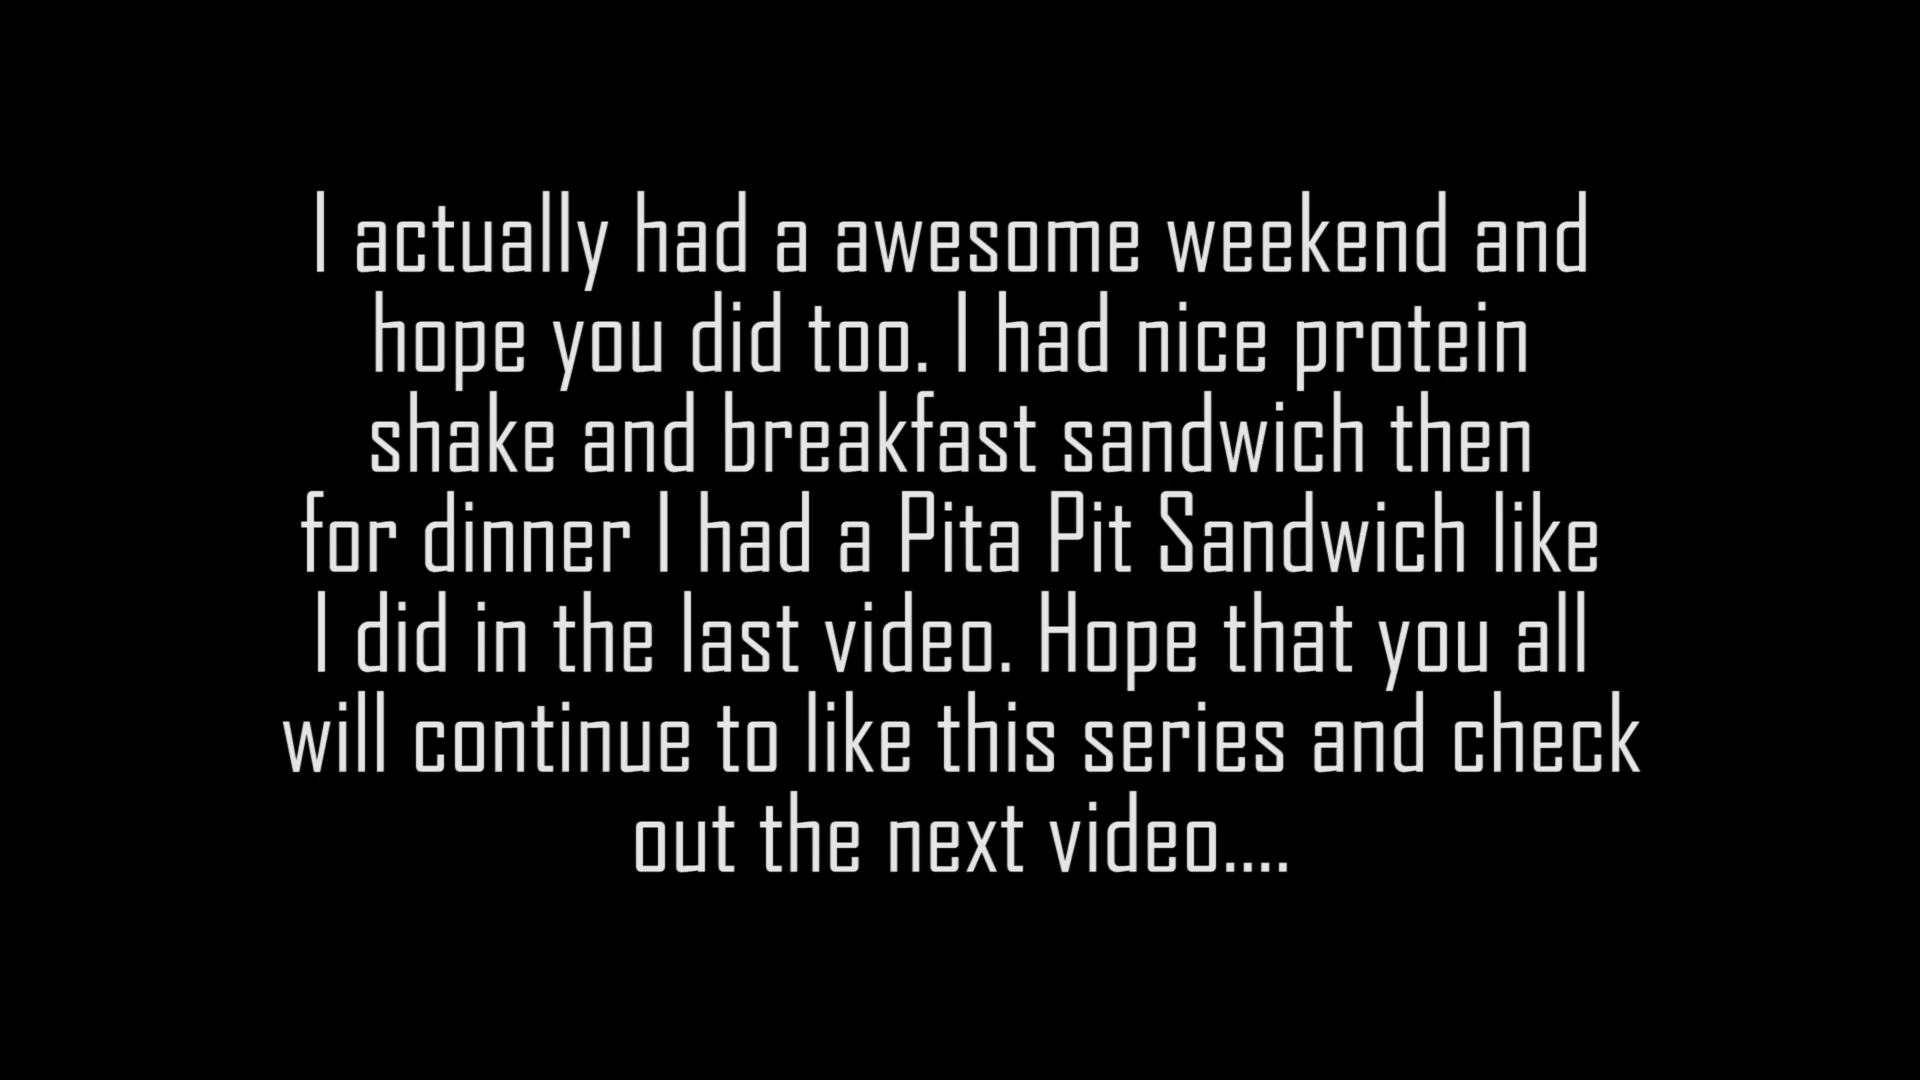 I actually had a awesome weekend and
hope you did too. I had nice protein
shake and breakfast sandwich then
for dinner I had a Pita Pit Sandwich like
I did in the last video. Hope that you all
will continue to like this series and check
out the next video....